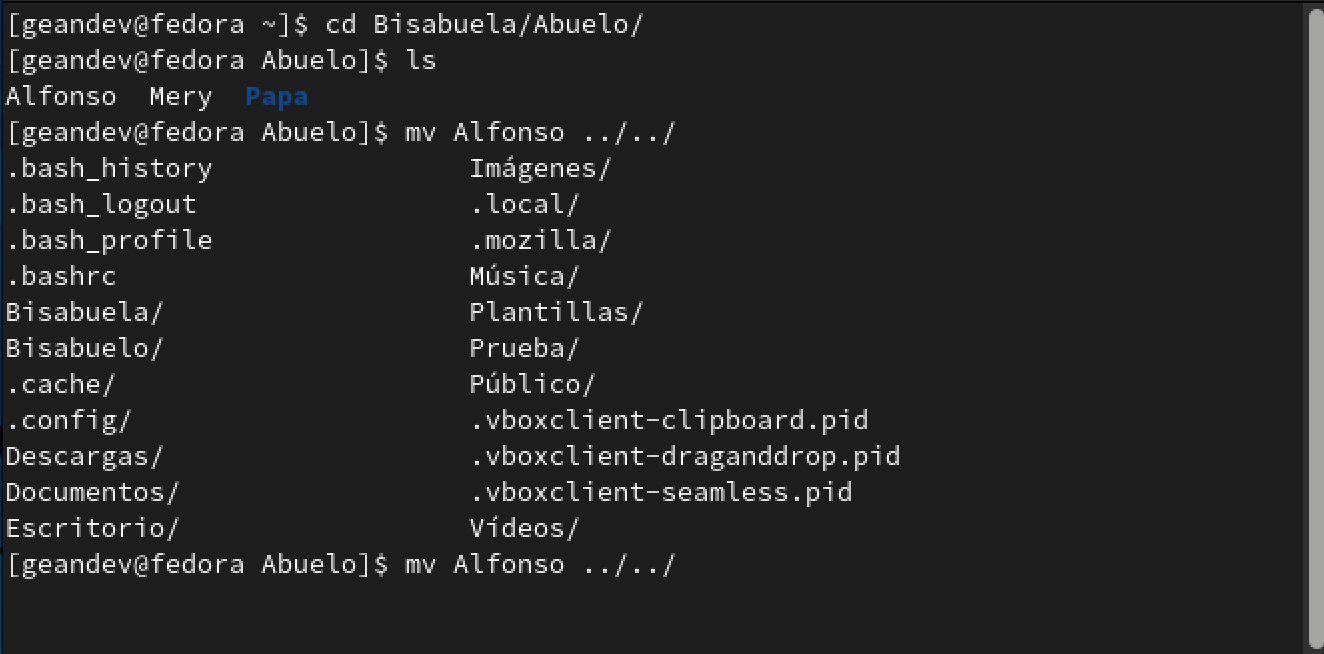 [geandev@fedora ~]$ cd Bisabuela/Abuelo/
[geandev@fedora Abuelo]$ ls
Alfonso  Mery  Papa
[geandev@fedora Abuelo]$ mv Alfonso ../../
.bash_history                Imágenes/
.bash_logout                 .local/
.bash_profile                .mozilla/
.bashrc                      Música/
Bisabuela/                   Plantillas/
Bisabuelo/                   Prueba/
.cache/                      Público/
.config/                     .vboxclient-clipboard.pid
Descargas/                   .vboxclient-draganddrop.pid
Documentos/                  .vboxclient-seamless.pid
Escritorio/                  Vídeos/
[geandev@fedora Abuelo]$ mv Alfonso ../../